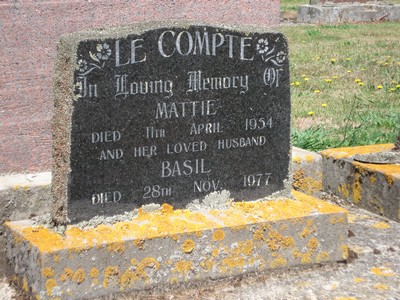 LE COMPTE
In Loving Memory Of
MATTIE
DIED 11TH APRIL 1954
AND HER LOVED HUSBAND
BASIL
DIED 28TH NOV. 1977